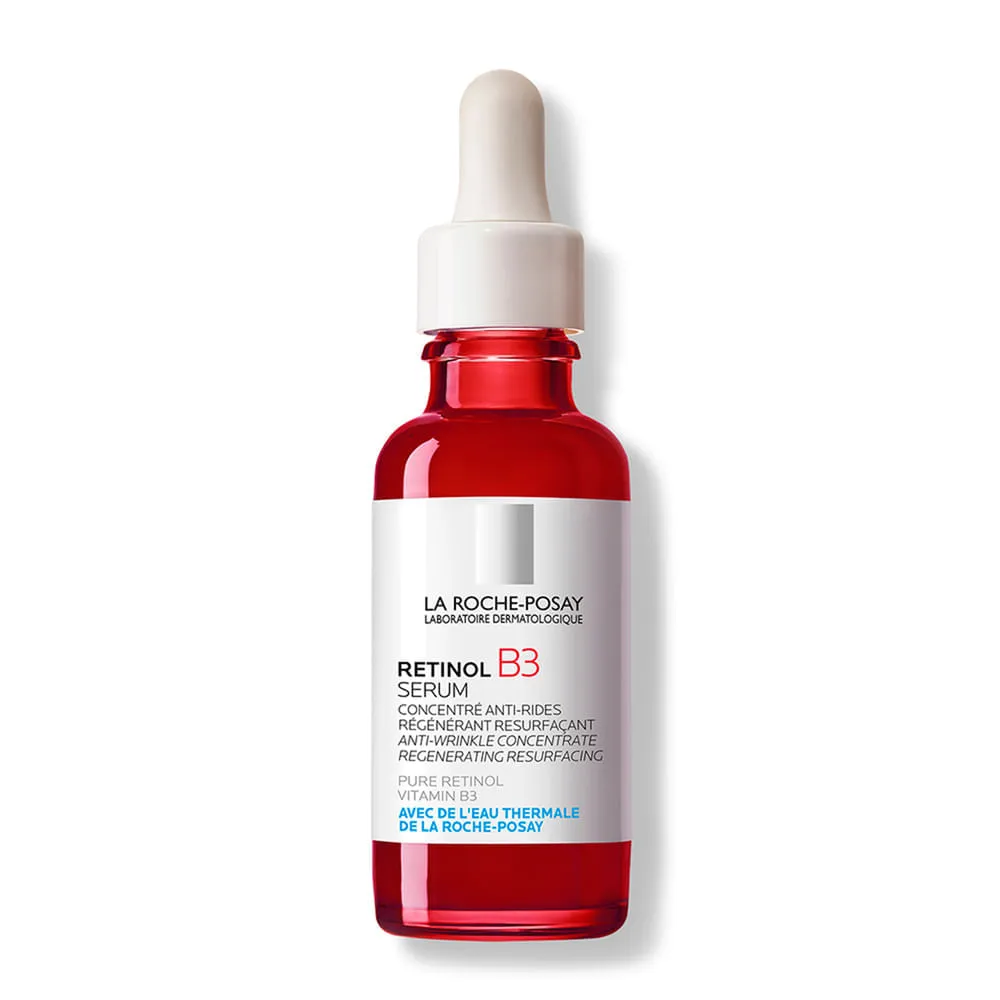 LA ROCHE-POSAY
LABORATOIRE DERMATOLOGIQUE
RETINOL B3
SERUM
CONCENTRÉ ANTI-RIDES
RÉGÉNÉRANT RESURFAÇANT
ANTI-WRINKLE CONCENTRATE
REGENERATING RESURFACING
PURE RETINOL
VITAMIN B3
AVEC DE L'EAU THERMALE
DE LA ROCHE-POSAY